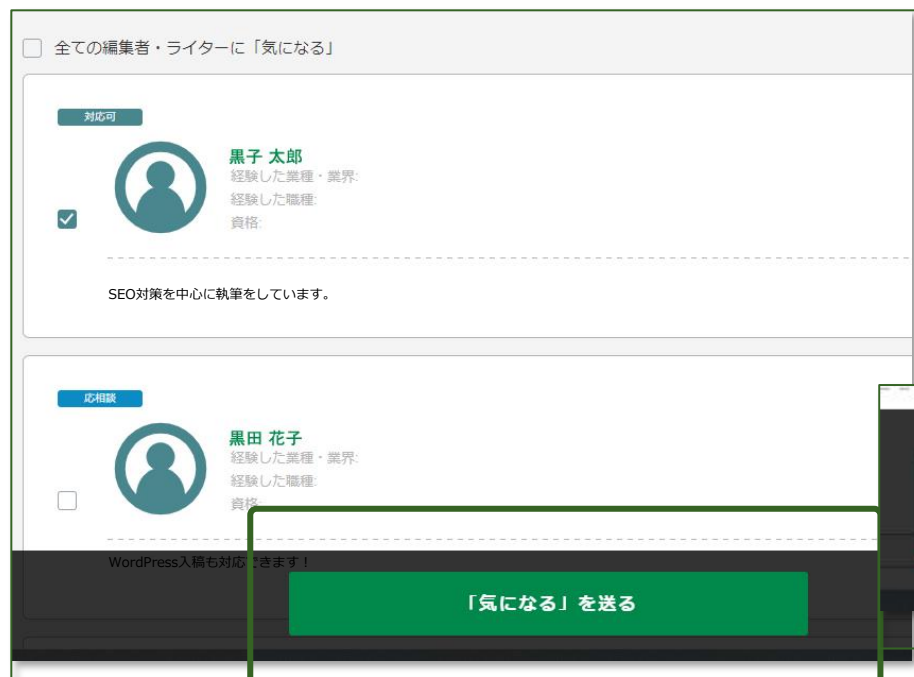 全ての編集者・ライターに「気になる」
対応可
黒子 太郎
経験した業種・業界:
経験した職種:
資格:
SEO対策を中心に執筆をしています。
応相談
黒田 花子
経験した業種・業界:
経験した職種:
資格:
WordPress入稿も対応できます！
「気になる」を送る